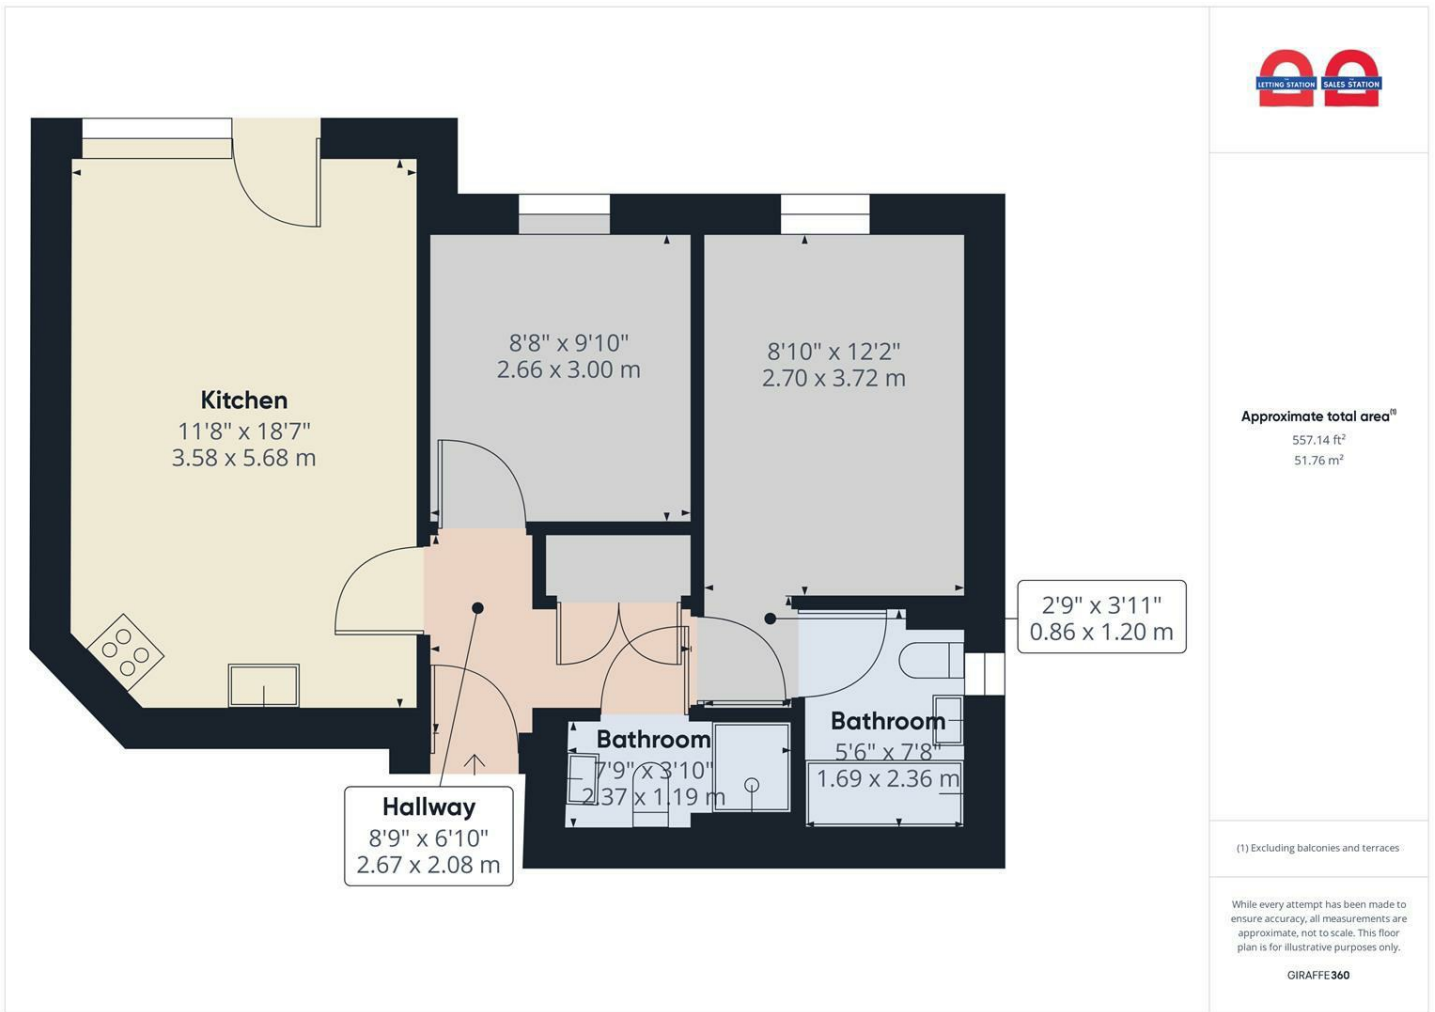 THE
LETTING STATION
THE
SALES STATION
Kitchen
11'8" x 18'7"
3.58 x 5.68 m
8'8" x 9'10"
2.66 x 3.00 m
8'10" x 12'2"
2.70 x 3.72 m
2'9" x 3'11"
0.86 x 1.20 m
Bathroom
7'9" x 3'10"
2.37 x 1.19 m
Bathroom
5'6" x 7'8"
1.69 x 2.36 m
Hallway
8'9" x 6'10"
2.67 x 2.08 m
Approximate total area(1)
557.14 ft²
51.76 m²
(1) Excluding balconies and terraces
While every attempt has been made to
ensure accuracy, all measurements are
approximate, not to scale. This floor
plan is for illustrative purposes only.
GIRAFFE360